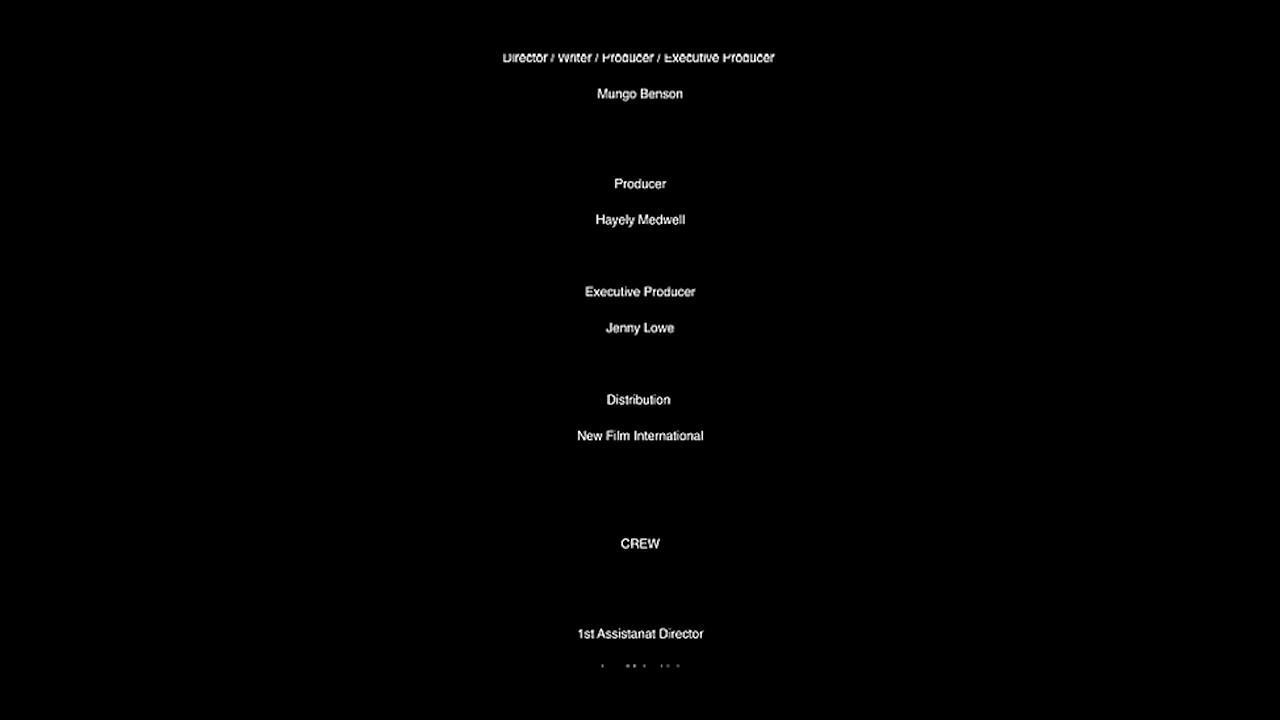 Director / Writer / Producer / Executive Producer
Mungo Benson
Producer
Hayely Medwell
Executive Producer
Jenny Lowe
Distribution
New Film International
CREW
1st Assistanat Director